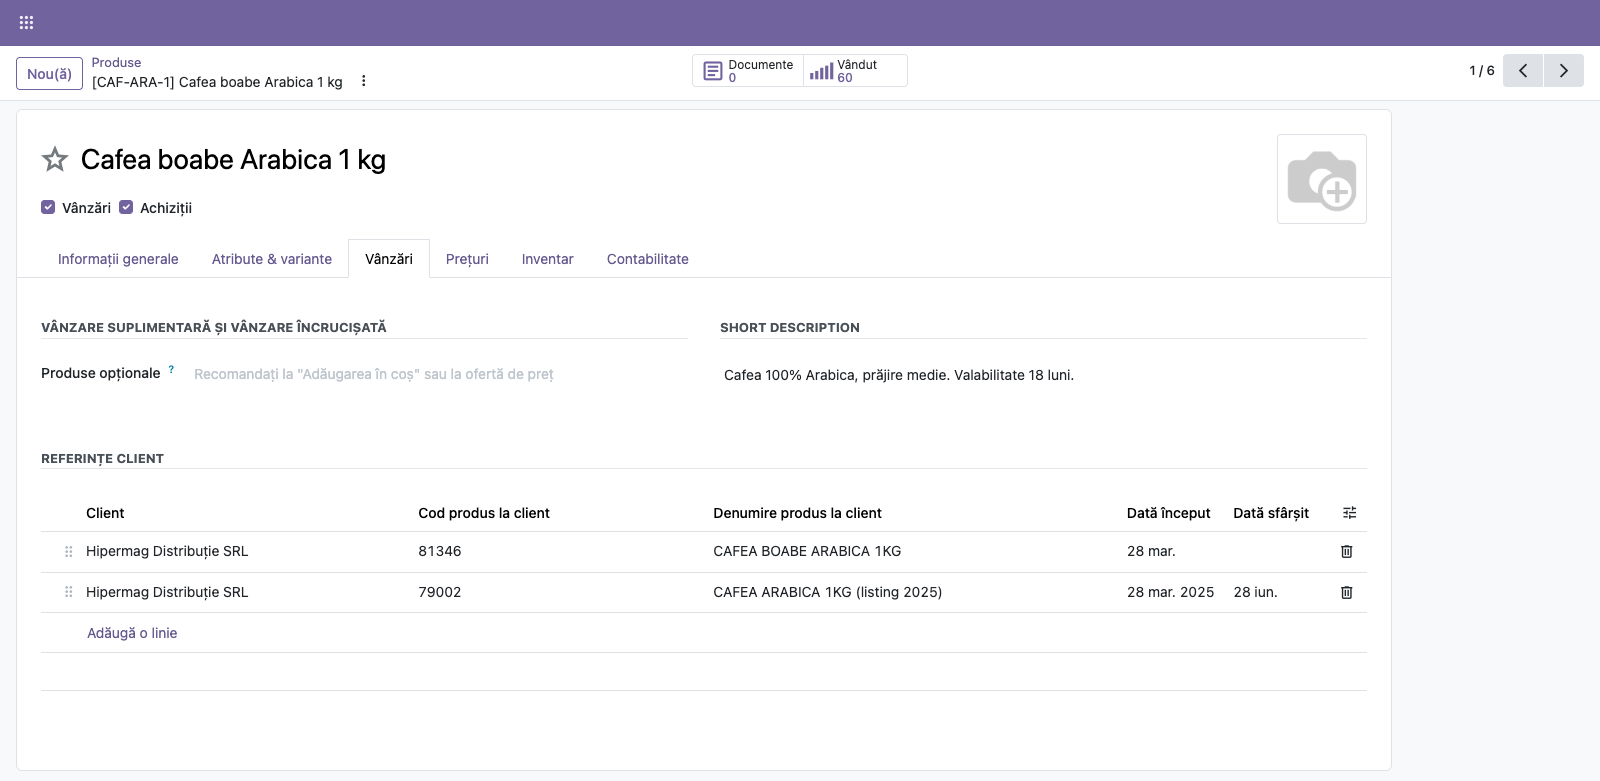 Nou(ă)
Produse
[CAF-ARA-1] Cafea boabe Arabica 1 kg
Documente
0
Vândut
60
1 / 6
Cafea boabe Arabica 1 kg
Vânzări
Achiziții
Informații generale
Atribute & variante
Vânzări
Prețuri
Inventar
Contabilitate
VÂNZARE SUPLIMENTARĂ ȘI VÂNZARE ÎNCRUCIȘATĂ
Produse opționale ?
Recomandați la "Adăugarea în coș" sau la ofertă de preț
SHORT DESCRIPTION
Cafea 100% Arabica, prăjire medie. Valabilitate 18 luni.
REFERINȚE CLIENT
Client Cod produs la client Denumire produs la client Dată început Dată sfârșit
Hipermag Distribuție SRL 81346 CAFEA BOABE ARABICA 1KG 28 mar.
Hipermag Distribuție SRL 79002 CAFEA ARABICA 1KG (listing 2025) 28 mar. 2025 28 iun.
Adăugă o linie